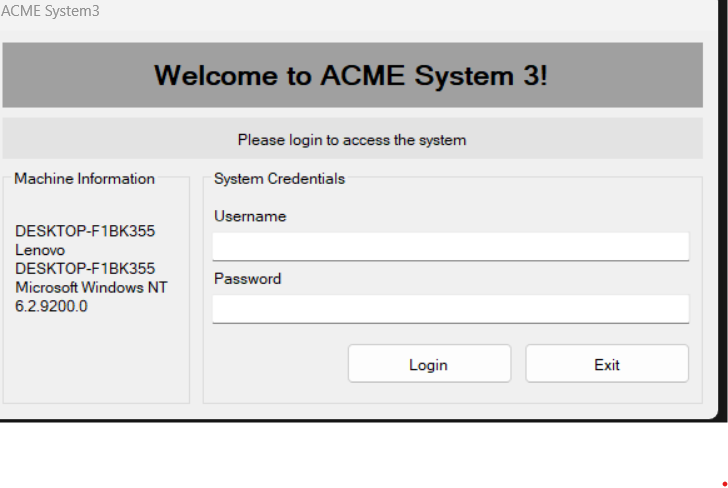 ACME System3
Welcome to ACME System 3!
Please login to access the system
Machine Information
DESKTOP-F1BK355
Lenovo
DESKTOP-F1BK355
Microsoft Windows NT
6.2.9200.0
System Credentials
Username
Password
Login
Exit